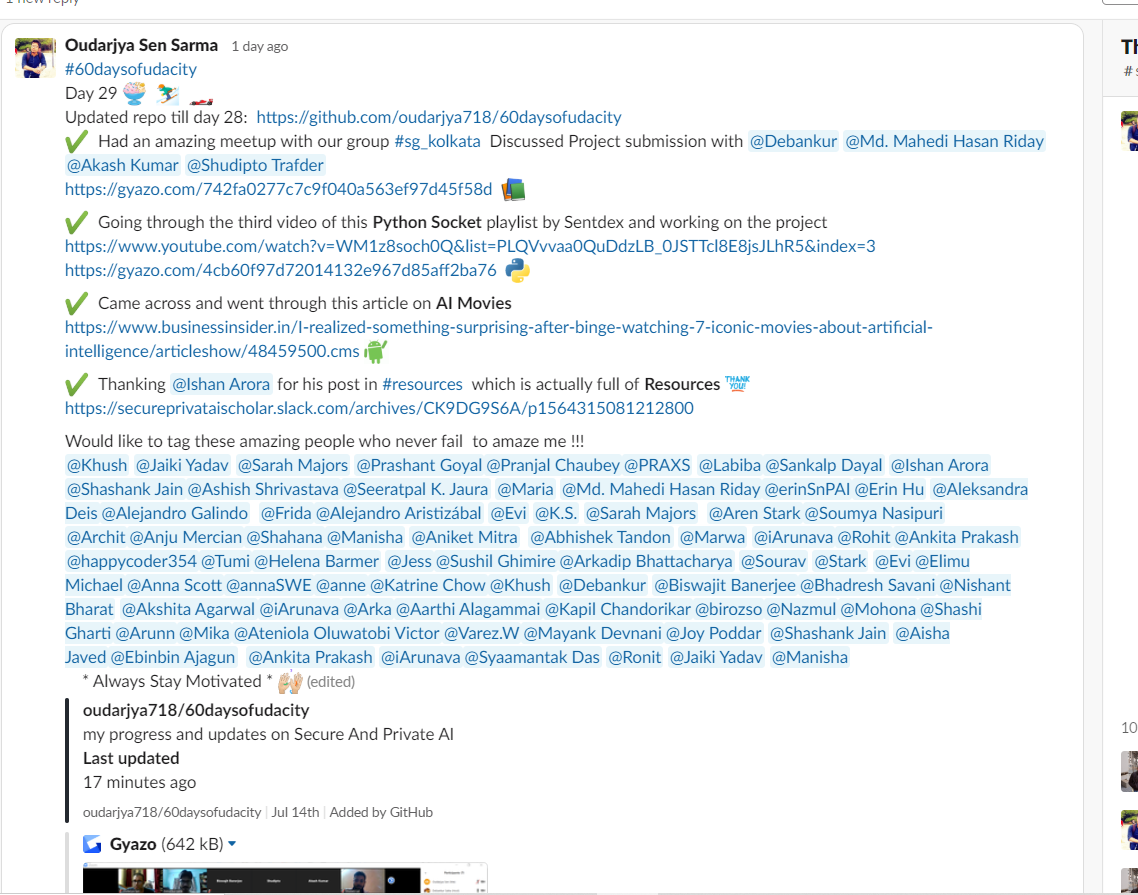 1 new reply
Oudarjya Sen Sarma 1 day ago
#60daysofudacity
Day 29
Updated repo till day 28: https://github.com/oudarjya718/60daysofudacity
Had an amazing meetup with our group #sg_kolkata Discussed Project submission with @Debankur @Md. Mahedi Hasan Riday
@Akash Kumar @Shudipto Trafder
https://gyazo.com/742fa0277c7c9f040a563ef97d45f58d
Going through the third video of this Python Socket playlist by Sentdex and working on the project
https://www.youtube.com/watch?v=WM1z8soch0Q&list=PLQVvvaa0QuDdzLB_0JSTTcl8E8jsJLhR5&index=3
https://gyazo.com/4cb60f97d72014132e967d85aff2ba76
Came across and went through this article on AI Movies
https://www.businessinsider.in/I-realized-something-surprising-after-binge-watching-7-iconic-movies-about-artificial-
intelligence/articleshow/48459500.cms
Thanking @Ishan Arora for his post in #resources which is actually full of Resources THANK YOU!
https://secureprivataischolar.slack.com/archives/CK9DG9S6A/p1564315081212800
Would like to tag these amazing people who never fail to amaze me !!!
@Khush @Jaiki Yadav @Sarah Majors @Prashant Goyal @Pranjal Chaubey @PRAXS @Labiba @Sankalp Dayal @Ishan Arora
@Shashank Jain @Ashish Shrivastava @Seeratpal K. Jaura @Maria @Md. Mahedi Hasan Riday @erinSnPAI @Erin Hu @Aleksandra
Deis @Alejandro Galindo @Frida @Alejandro Aristizábal @Evi @K.S. @Sarah Majors @Aren Stark @Soumya Nasipuri
@Archit @Anju Mercian @Shahana @Manisha @Aniket Mitra @Abhishek Tandon @Marwa @iArunava @Rohit @Ankita Prakash
@happycoder354 @Tumi @Helena Barmer @Jess @Sushil Ghimire @Arkadip Bhattacharya @Sourav @Stark @Evi @Elimu
Michael @Anna Scott @annaSWE @anne @Katrine Chow @Khush @Debankur @Biswajit Banerjee @Bhadresh Savani @Nishant
Bharat @Akshita Agarwal @iArunava @Arka @Aarthi Alagammai @Kapil Chandorikar @birozso @Nazmul @Mohona @Shashi
Gharti @Arunn @Mika @Ateniola Oluwatobi Victor @Varez.W @Mayank Devnani @Joy Poddar @Shashank Jain @Aisha
Javed @Ebinbin Ajagun @Ankita Prakash @iArunava @Syaamantak Das @Ronit @Jaiki Yadav @Manisha
* Always Stay Motivated * (edited)
oudarjya718/60daysofudacity
my progress and updates on Secure And Private AI
Last updated
17 minutes ago
oudarjya718/60daysofudacity | Jul 14th | Added by GitHub
Gyazo (642 kB)
Th
#
10